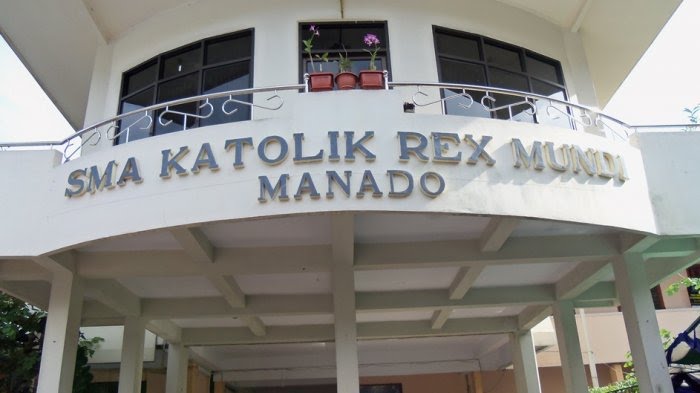 SMA KATOLIK REX MUNDI
MANADO